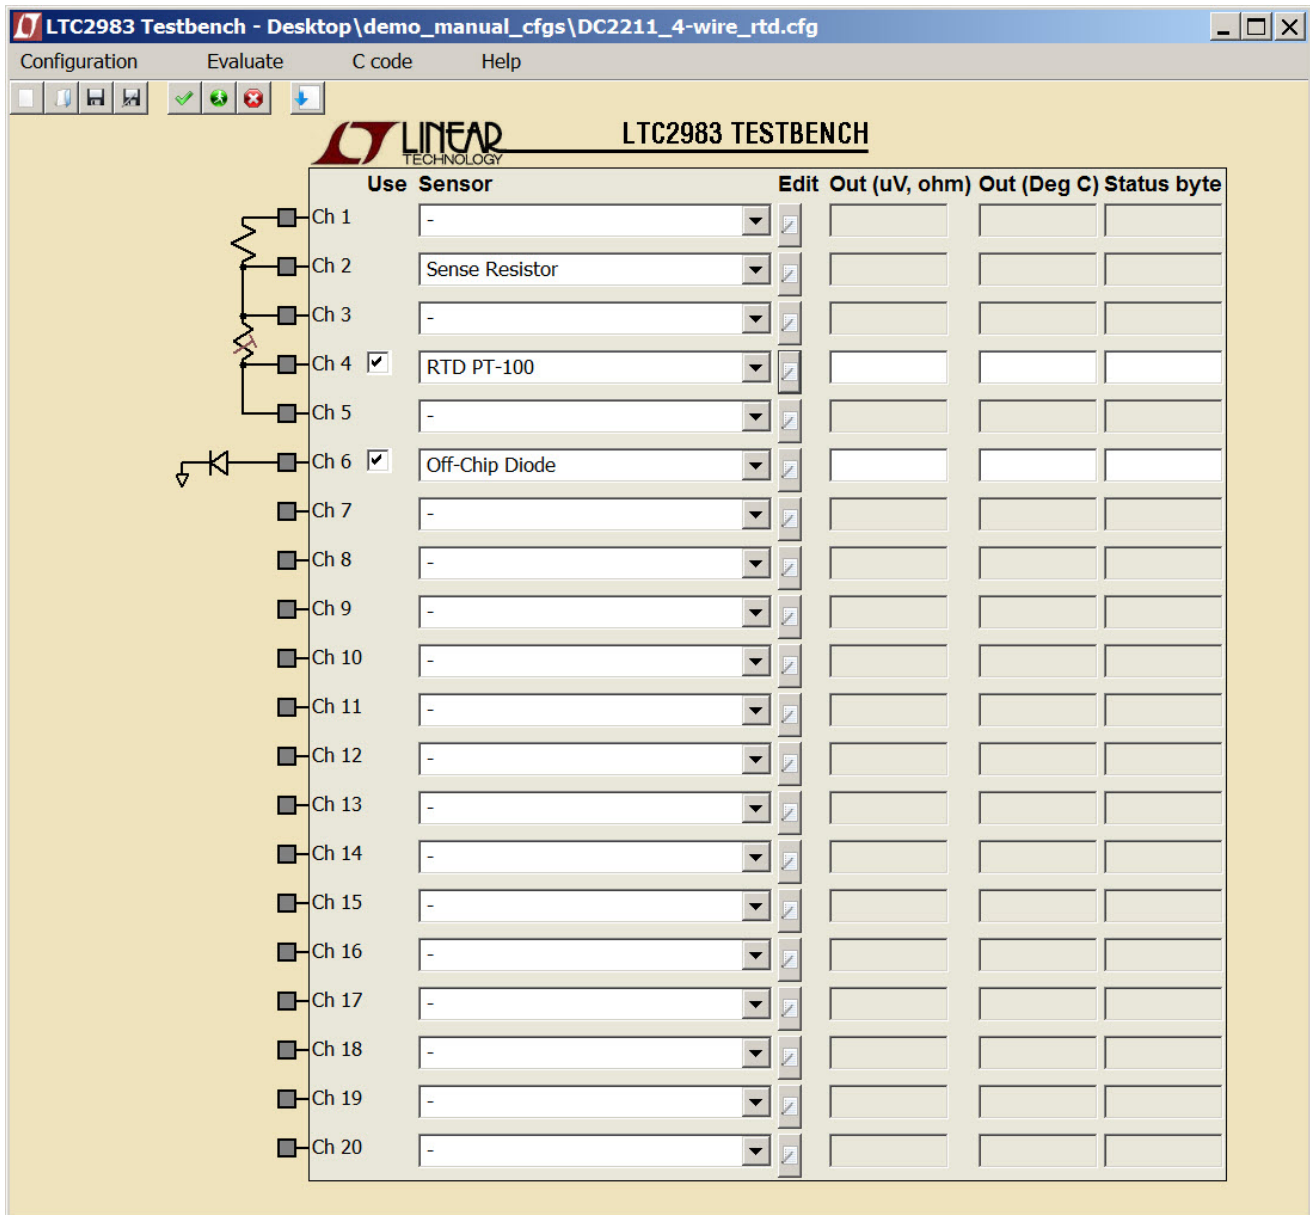 LTC2983 Testbench - Desktop\demo_manual_cfgs\DC2211_4-wire_rtd.cfg
Configuration Evaluate C code Help
LINEAR TECHNOLOGY
LTC2983 TESTBENCH
Use Sensor Edit Out (uV, ohm) Out (Deg C) Status byte
Ch 1 -
Ch 2 Sense Resistor
Ch 3 -
Ch 4 RTD PT-100
Ch 5 -
Ch 6 Off-Chip Diode
Ch 7 -
Ch 8 -
Ch 9 -
Ch 10 -
Ch 11 -
Ch 12 -
Ch 13 -
Ch 14 -
Ch 15 -
Ch 16 -
Ch 17 -
Ch 18 -
Ch 19 -
Ch 20 -